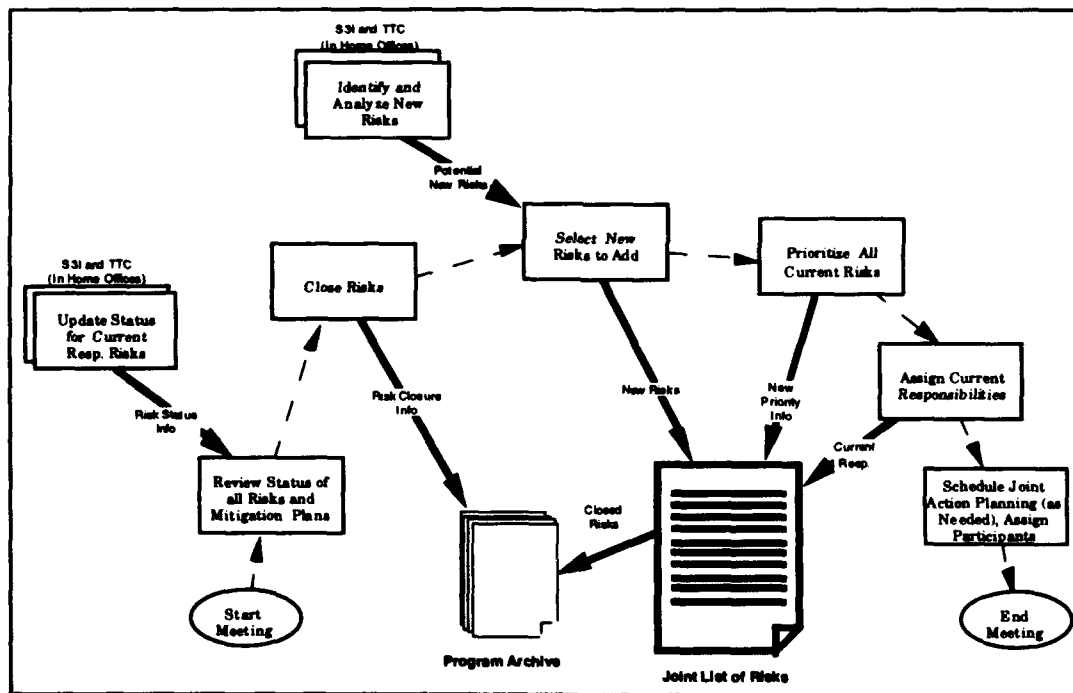 S3I and TTC
(In Home Offices)
Identify and
Analyze New
Risks
Potential
New Risks
Select New
Risks to Add
Prioritize All
Current Risks
Close Risks
S3I and TTC
(In Home Offices)
Update Status
for Current
Resp. Risks
Risk Status
Info
Risk Closure
Info
New Risks
New
Priority
Info
Assign Current
Responsibilities
Current
Resp.
Review Status of
all Risks and
Mitigation Plans
Schedule Joint
Action Planning (as
Needed), Assign
Participants
Closed
Risks
Start
Meeting
End
Meeting
Program Archive
Joint List of Risks